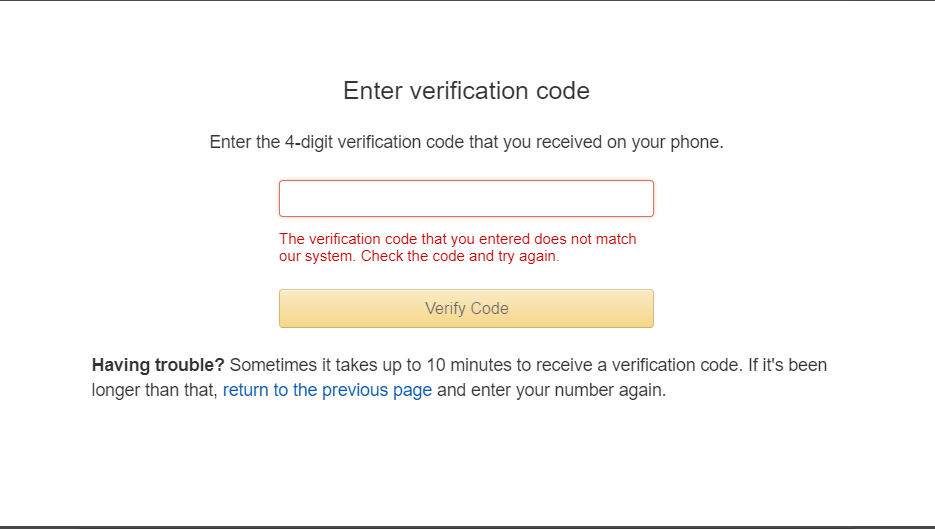 Enter verification code
Enter the 4-digit verification code that you received on your phone.
The verification code that you entered does not match
our system. Check the code and try again.
Verify Code
Having trouble? Sometimes it takes up to 10 minutes to receive a verification code. If it's been
longer than that, return to the previous page and enter your number again.